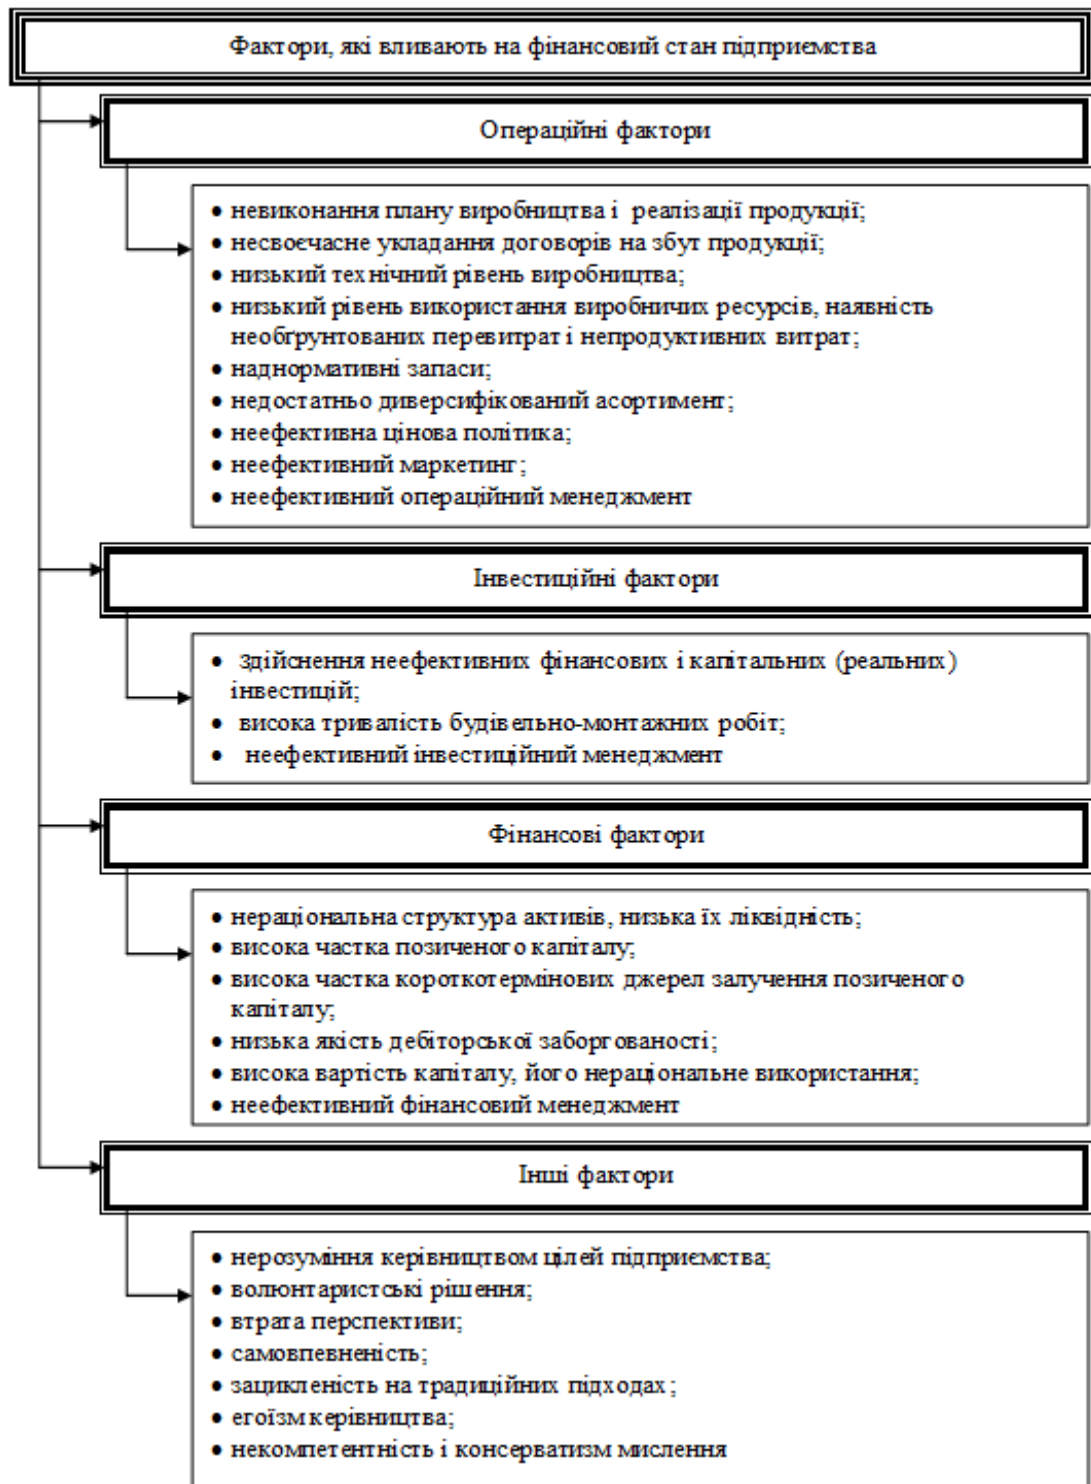 Фактори, які вливають на фінансовий стан підприємства
Операційні фактори
• невиконання плану виробництва і реалізації продукції;
• несвоєчасне укладання договорів на збут продукції;
• низький технічний рівень виробництва;
• низький рівень використання виробничих ресурсів, наявність
необґрунтованих перевитрат і непродуктивних витрат;
• наднормативні запаси;
• недостатньо диверсифікований асортимент;
• неефективна цінова політика;
• неефективний маркетинг;
• неефективний операційний менеджмент
Інвестиційні фактори
• Здійснення неефективних фінансових і капітальних (реальних)
інвестицій;
• висока тривалість будівельно-монтажних робіт;
• неефективний інвестиційний менеджмент
Фінансові фактори
• нераціональна структура активів, низька їх ліквідність;
• висока частка позиченого капіталу;
• висока частка короткотермінових джерел залучення позиченого
капіталу;
• низька якість дебіторської заборгованості;
• висока вартість капіталу, його нераціональне використання;
• неефективний фінансовий менеджмент
Інші фактори
• нерозуміння керівництвом цілей підприємства;
• волюнтаристські рішення;
• втрата перспективи;
• самовпевненість;
• зацикленість на традиційних підходах;
• егоїзм керівництва;
• некомпетентність і консерватизм мислення